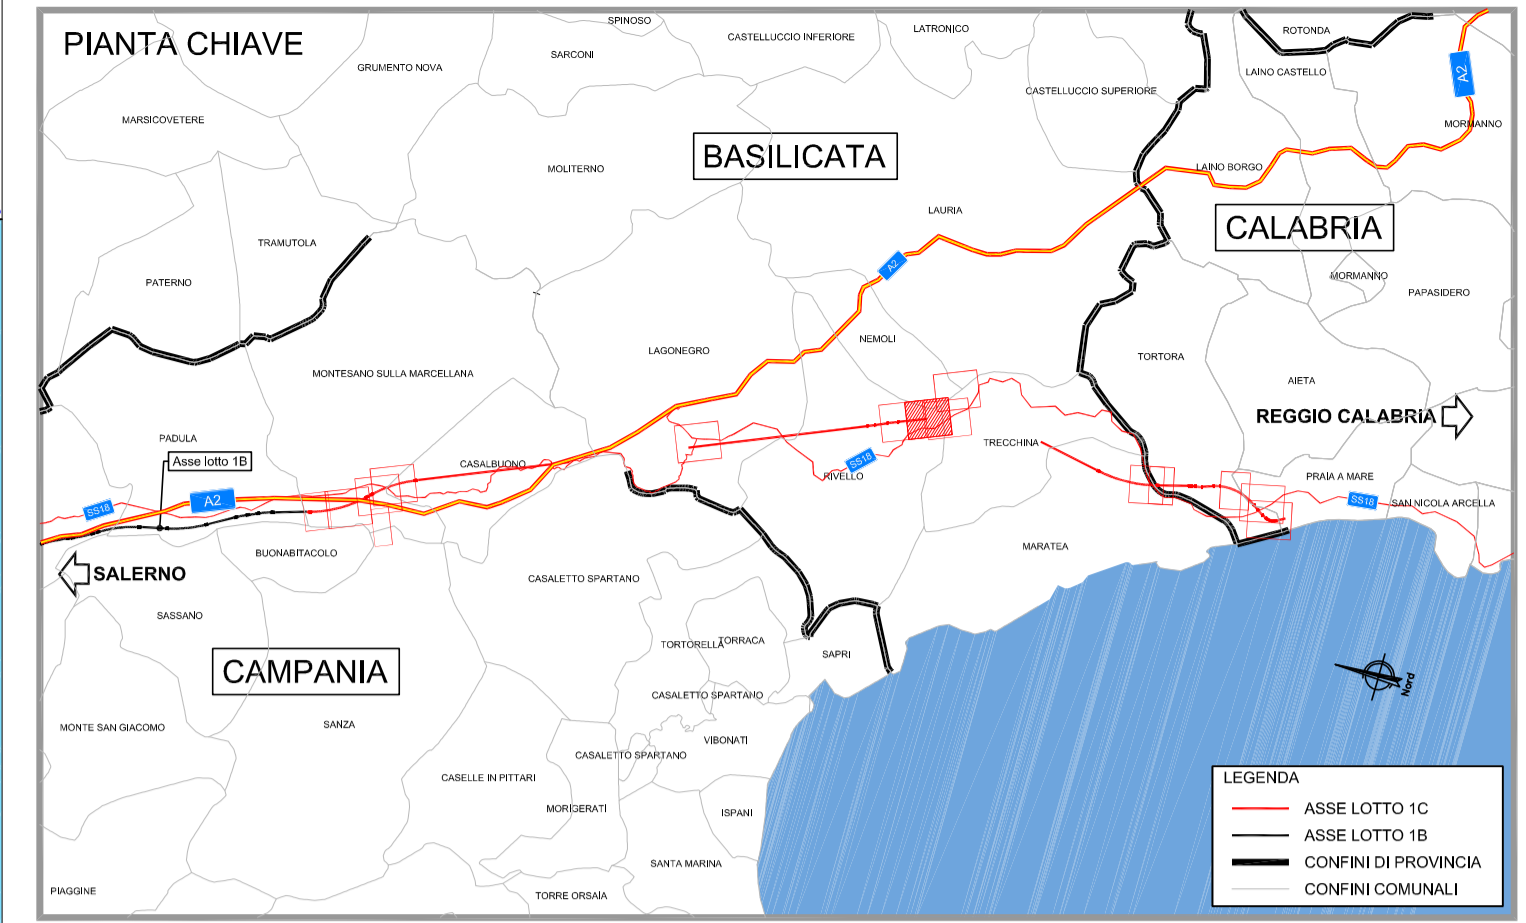 PIANTA CHIAVE
SPINOSO
CASTELLUCCIO INFERIORE
LATRONICO
ROTONDA
SARCONI
GRUMENTO NOVA
LAINO CASTELLO
A2
CASTELLUCCIO SUPERIORE
MARSICOVETERE
MORMANNO
BASILICATA
MOLITERNO
LAINO BORGO
LAURIA
CALABRIA
TRAMUTOLA
A2
MORMANNO
PATERNO
PAPASIDERO
NEMOLI
LAGONEGRO
TORTORA
MONTESANO SULLA MARCELLANA
AIETA
REGGIO CALABRIA
PADULA
TRECCHINA
Asse lotto 1B
CASALBUONO
SS18
RIVELLO
PRAIA A MARE
A2
SS18
SAN NICOLA ARCELLA
SS18
MARATEA
BUONABITACOLO
SALERNO
CASALETTO SPARTANO
SASSANO
TORTORELLA
TORRACA
SAPRI
CAMPANIA
Nord
CASALETTO SPARTANO
SANZA
MONTE SAN GIACOMO
VIBONATI
CASALETTO SPARTANO
CASELLE IN PITTARI
LEGENDA
MORIGERATI
ISPANI
ASSE LOTTO 1C
ASSE LOTTO 1B
SANTA MARINA
CONFINI DI PROVINCIA
PIAGGINE
CONFINI COMUNALI
TORRE ORSAIA